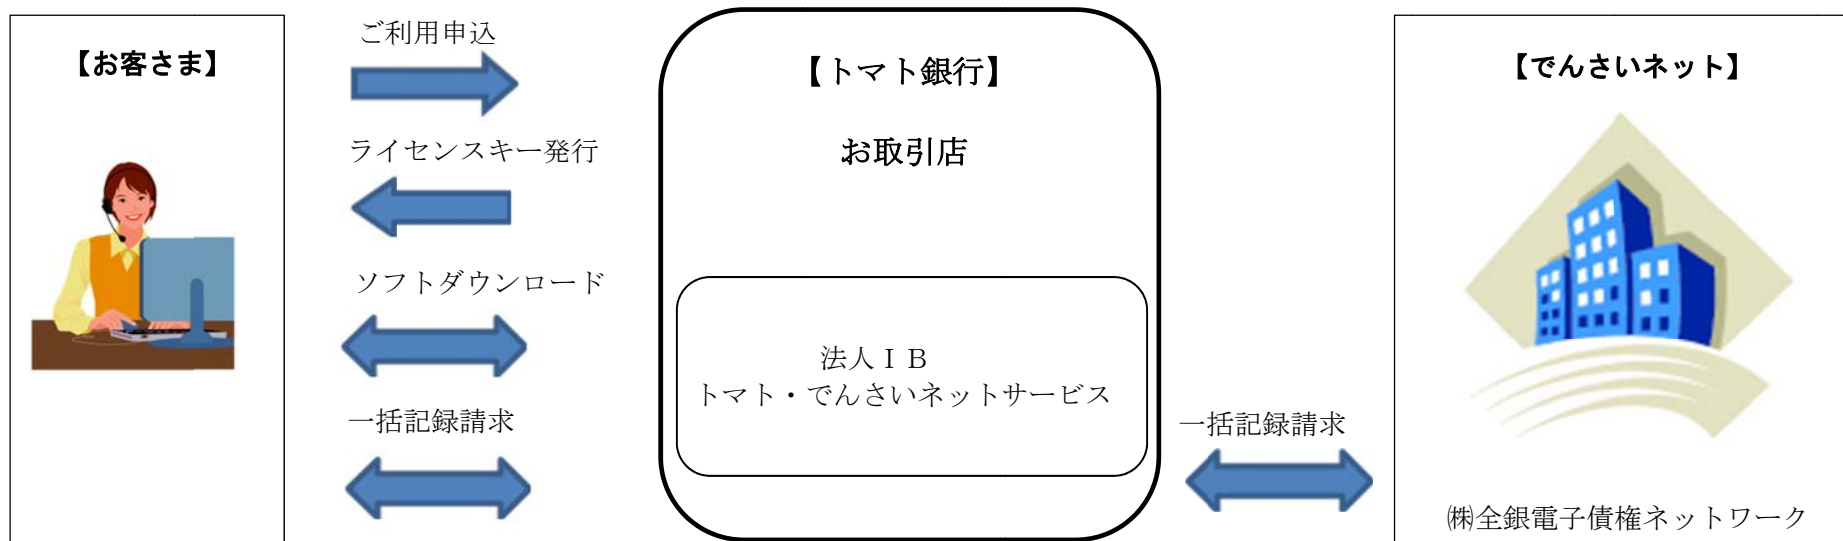 【お客さま】
ご利用申込
ライセンスキー発行
ソフトダウンロード
一括記録請求
【トマト銀行】
お取引店
法人ＩＢ
トマト・でんさいネットサービス
一括記録請求
【でんさいネット】
㈱全銀電子債権ネットワーク